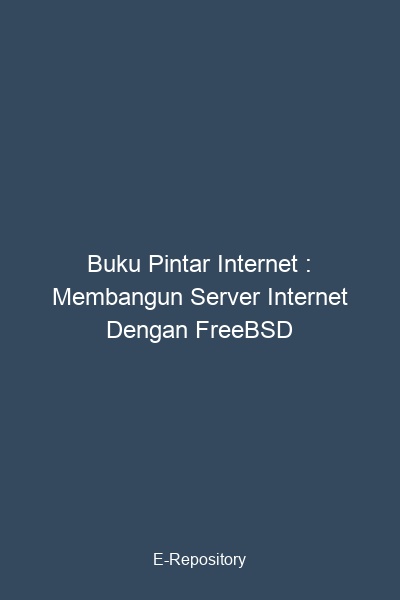 Buku Pintar Internet :
Membangun Server Internet
Dengan FreeBSD
E-Repository